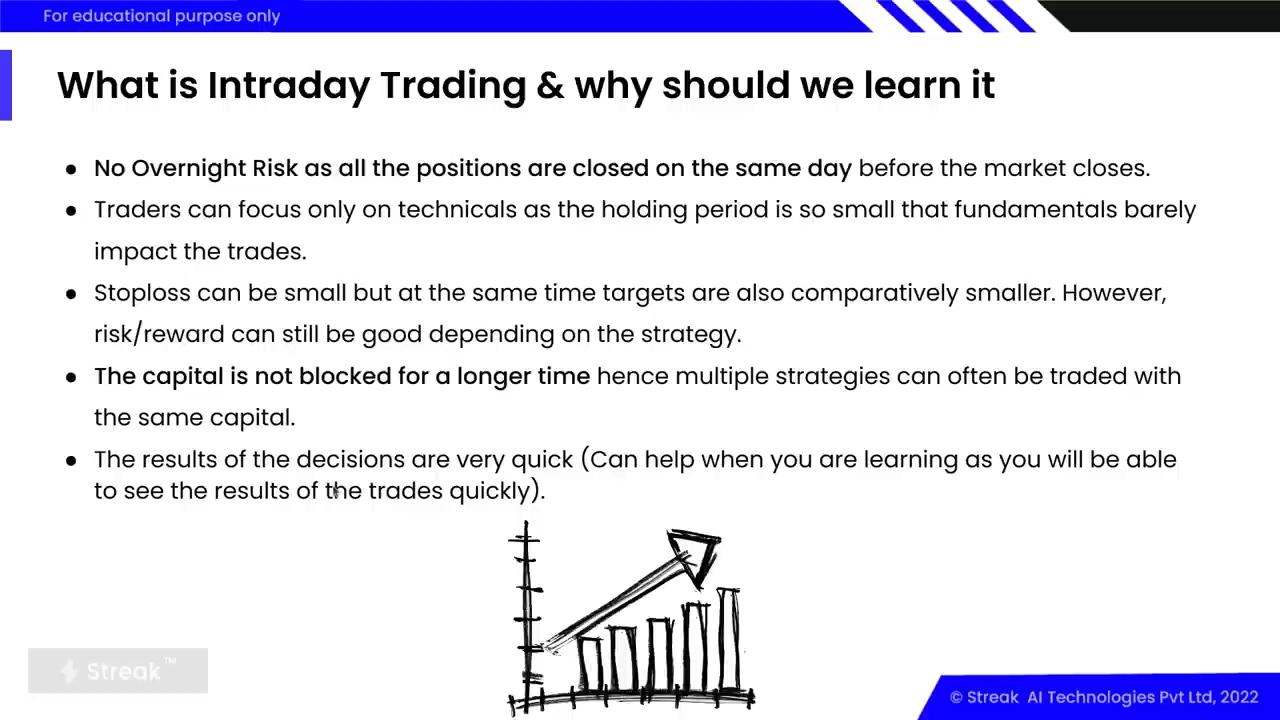 For educational purpose only
What is Intraday Trading & why should we learn it
● No Overnight Risk as all the positions are closed on the same day before the market closes.
● Traders can focus only on technicals as the holding period is so small that fundamentals barely
impact the trades.
● Stoploss can be small but at the same time targets are also comparatively smaller. However,
risk/reward can still be good depending on the strategy.
● The capital is not blocked for a longer time hence multiple strategies can often be traded with
the same capital.
● The results of the decisions are very quick (Can help when you are learning as you will be able
to see the results of the trades quickly).
Streak™
© Streak AI Technologies Pvt Ltd, 2022